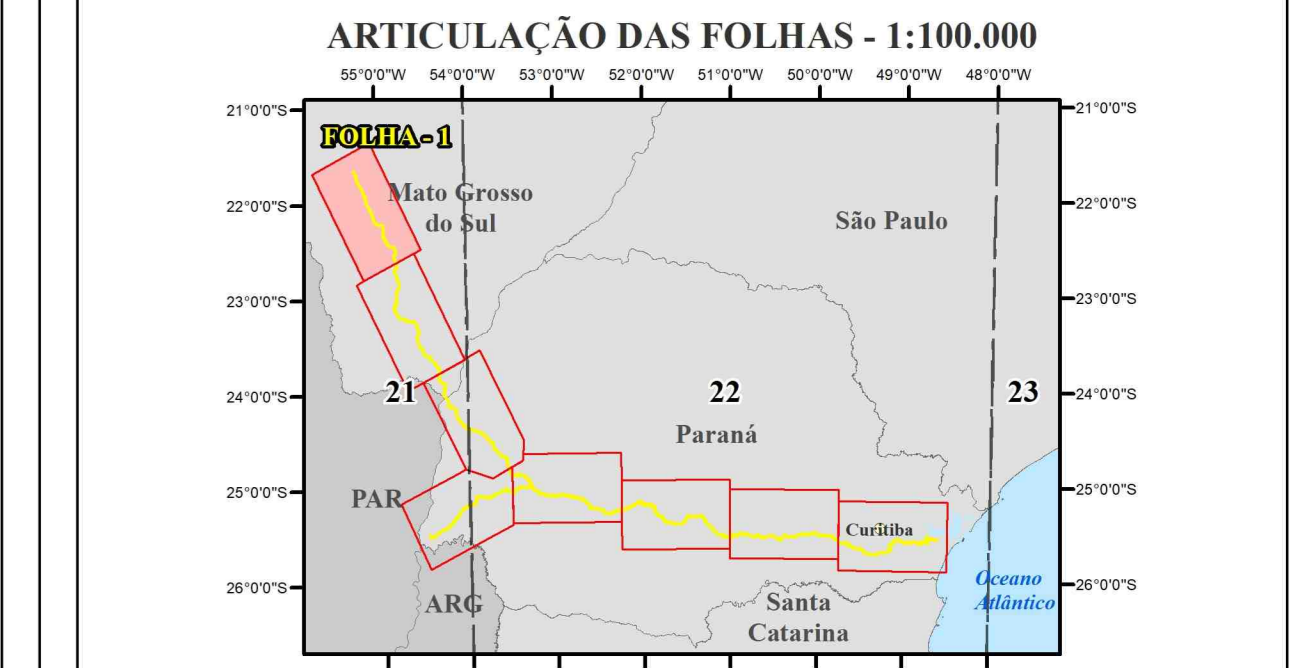 ARTICULAÇÃO DAS FOLHAS - 1:100.000
55°0'0"W 54°0'0"W 53°0'0"W 52°0'0"W 51°0'0"W 50°0'0"W 49°0'0"W 48°0'0"W
21°0'0"S 21°0'0"S
FOLHA - 1
Mato Grosso
do Sul
22°0'0"S 22°0'0"S
São Paulo
23°0'0"S 23°0'0"S
21 22 23
24°0'0"S 24°0'0"S
Paraná
25°0'0"S PAR 25°0'0"S
Curitiba
26°0'0"S 26°0'0"S
ARG
Santa
Catarina
Oceano
Atlântico